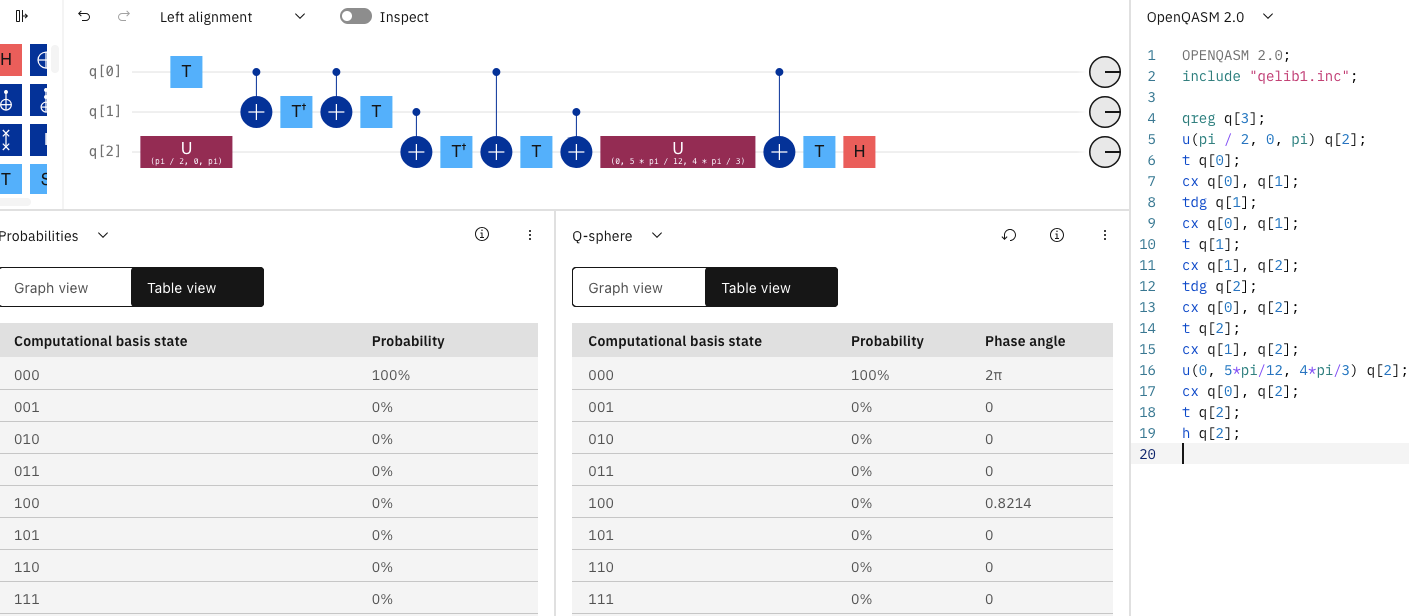 Left alignment
Inspect
OpenQASM 2.0
H
T
S
q[0]
T
q[1]
T†
T
q[2]
U
(pi / 2, 0, pi)
T†
T
U
(0, 5 * pi / 12, 4 * pi / 3)
T
H
Probabilities
Graph view
Table view
Computational basis state Probability
000 100%
001 0%
010 0%
011 0%
100 0%
101 0%
110 0%
111 0%
Q-sphere
Graph view
Table view
Computational basis state Probability Phase angle
000 100% 2π
001 0% 0
010 0% 0
011 0% 0
100 0% 0.8214
101 0% 0
110 0% 0
111 0% 0
1 OPENQASM 2.0;
2 include "qelib1.inc";
3
4 qreg q[3];
5 u(pi / 2, 0, pi) q[2];
6 t q[0];
7 cx q[0], q[1];
8 tdg q[1];
9 cx q[0], q[1];
10 t q[1];
11 cx q[1], q[2];
12 tdg q[2];
13 cx q[0], q[2];
14 t q[2];
15 cx q[1], q[2];
16 u(0, 5*pi/12, 4*pi/3) q[2];
17 cx q[0], q[2];
18 t q[2];
19 h q[2];
20